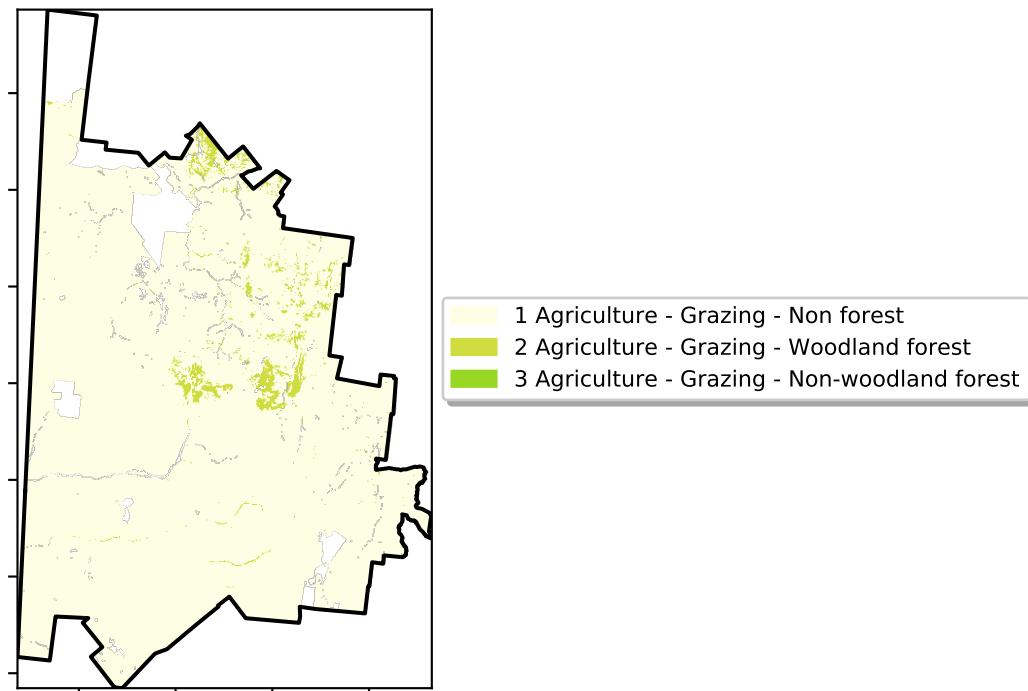 1 Agriculture - Grazing - Non forest
2 Agriculture - Grazing - Woodland forest
3 Agriculture - Grazing - Non-woodland forest